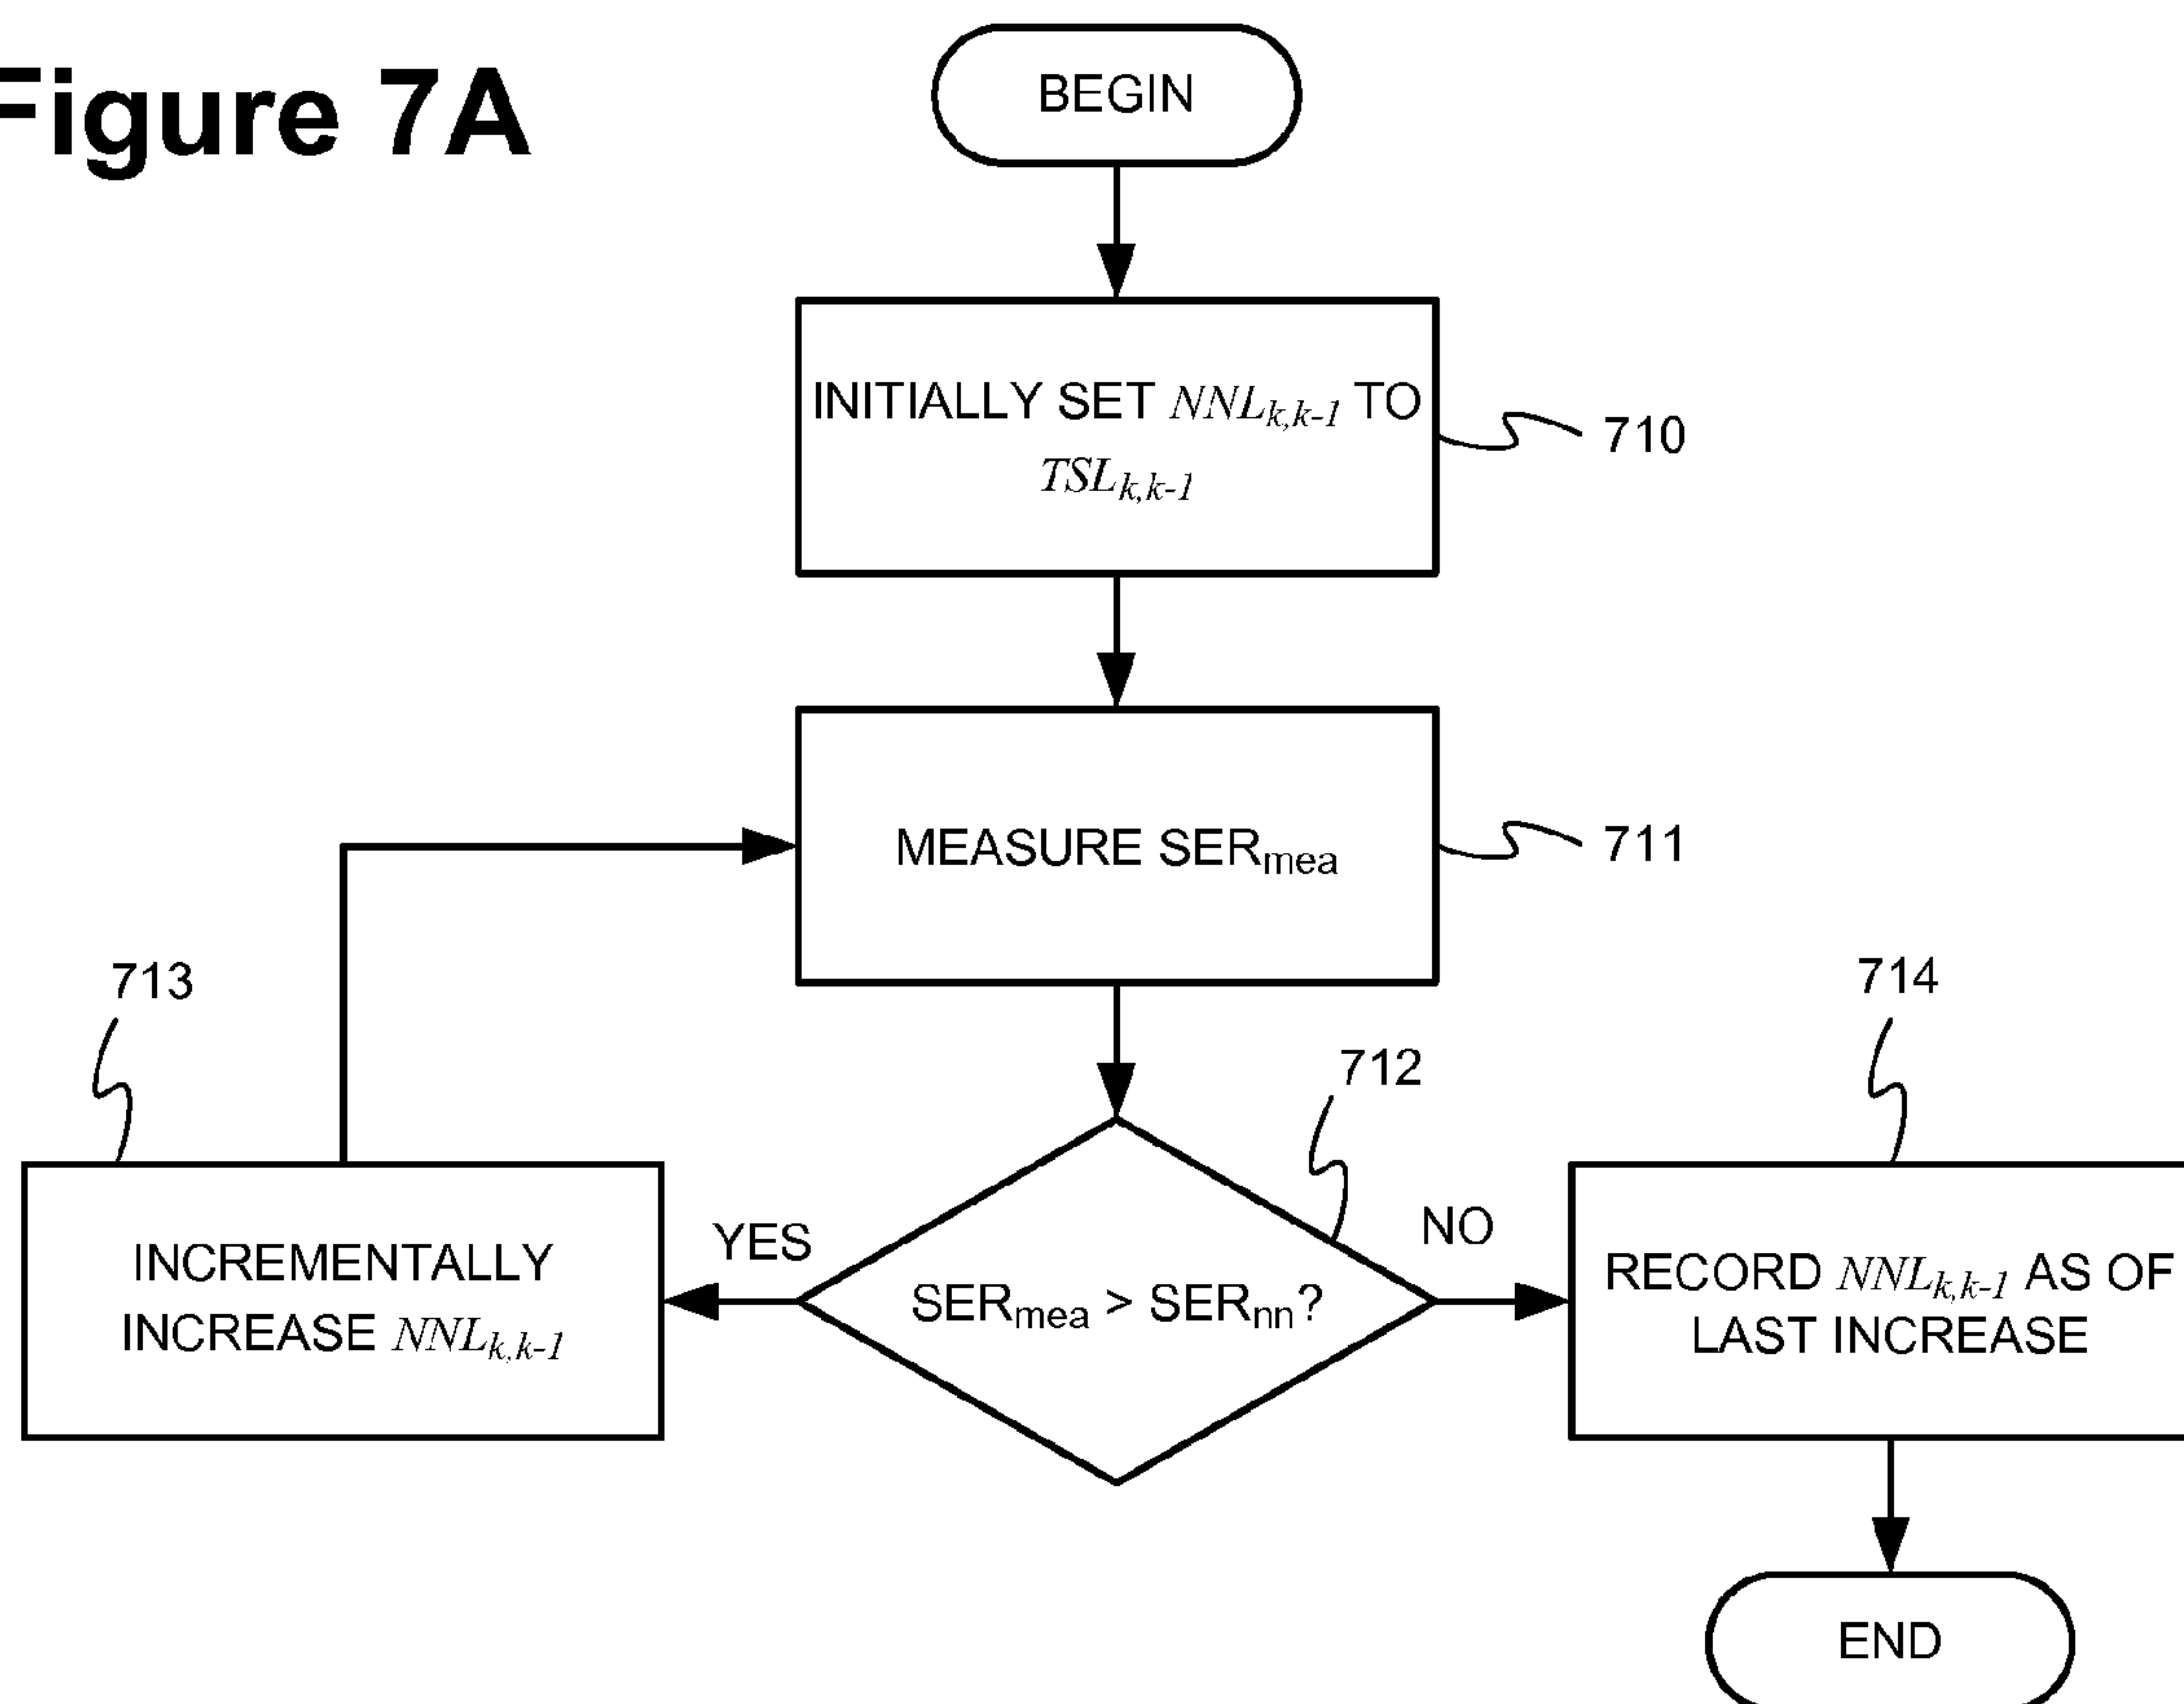 Figure 7A
BEGIN
INITIALLY SET NNLk,k-1 TO
TSLk,k-1
710
MEASURE SERmea
711
713
714
712
INCREMENTALLY
INCREASE NNLk,k-1
YES
SERmea > SERnn?
NO
RECORD NNLk,k-1 AS OF
LAST INCREASE
END